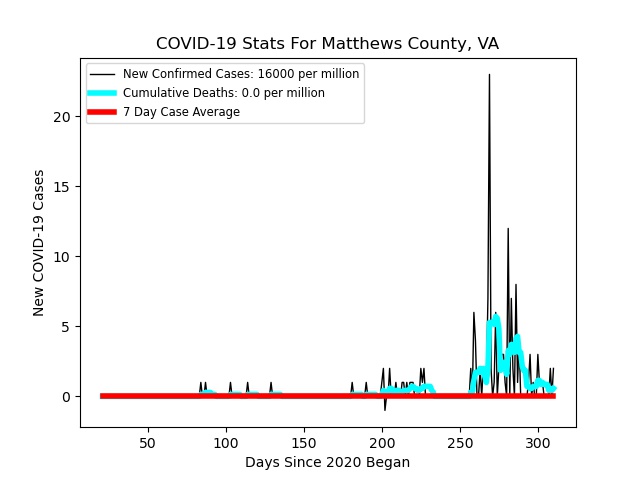 COVID-19 Stats For Matthews County, VA
New Confirmed Cases: 16000 per million
Cumulative Deaths: 0.0 per million
7 Day Case Average
New COVID-19 Cases
20
15
10
5
0
50 100 150 200 250 300
Days Since 2020 Began